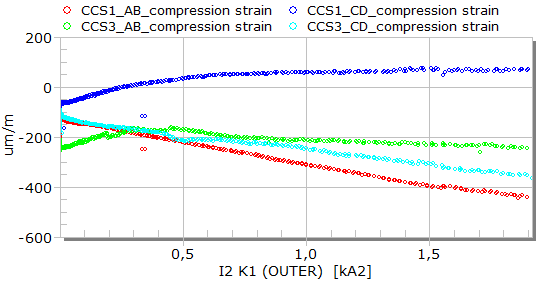 CCS1_AB_compression strain CCS1_CD_compression strain
CCS3_AB_compression strain CCS3_CD_compression strain
200
0
-200
-400
-600
um/m
0,5 1,0 1,5
I2 K1 (OUTER) [kA2]